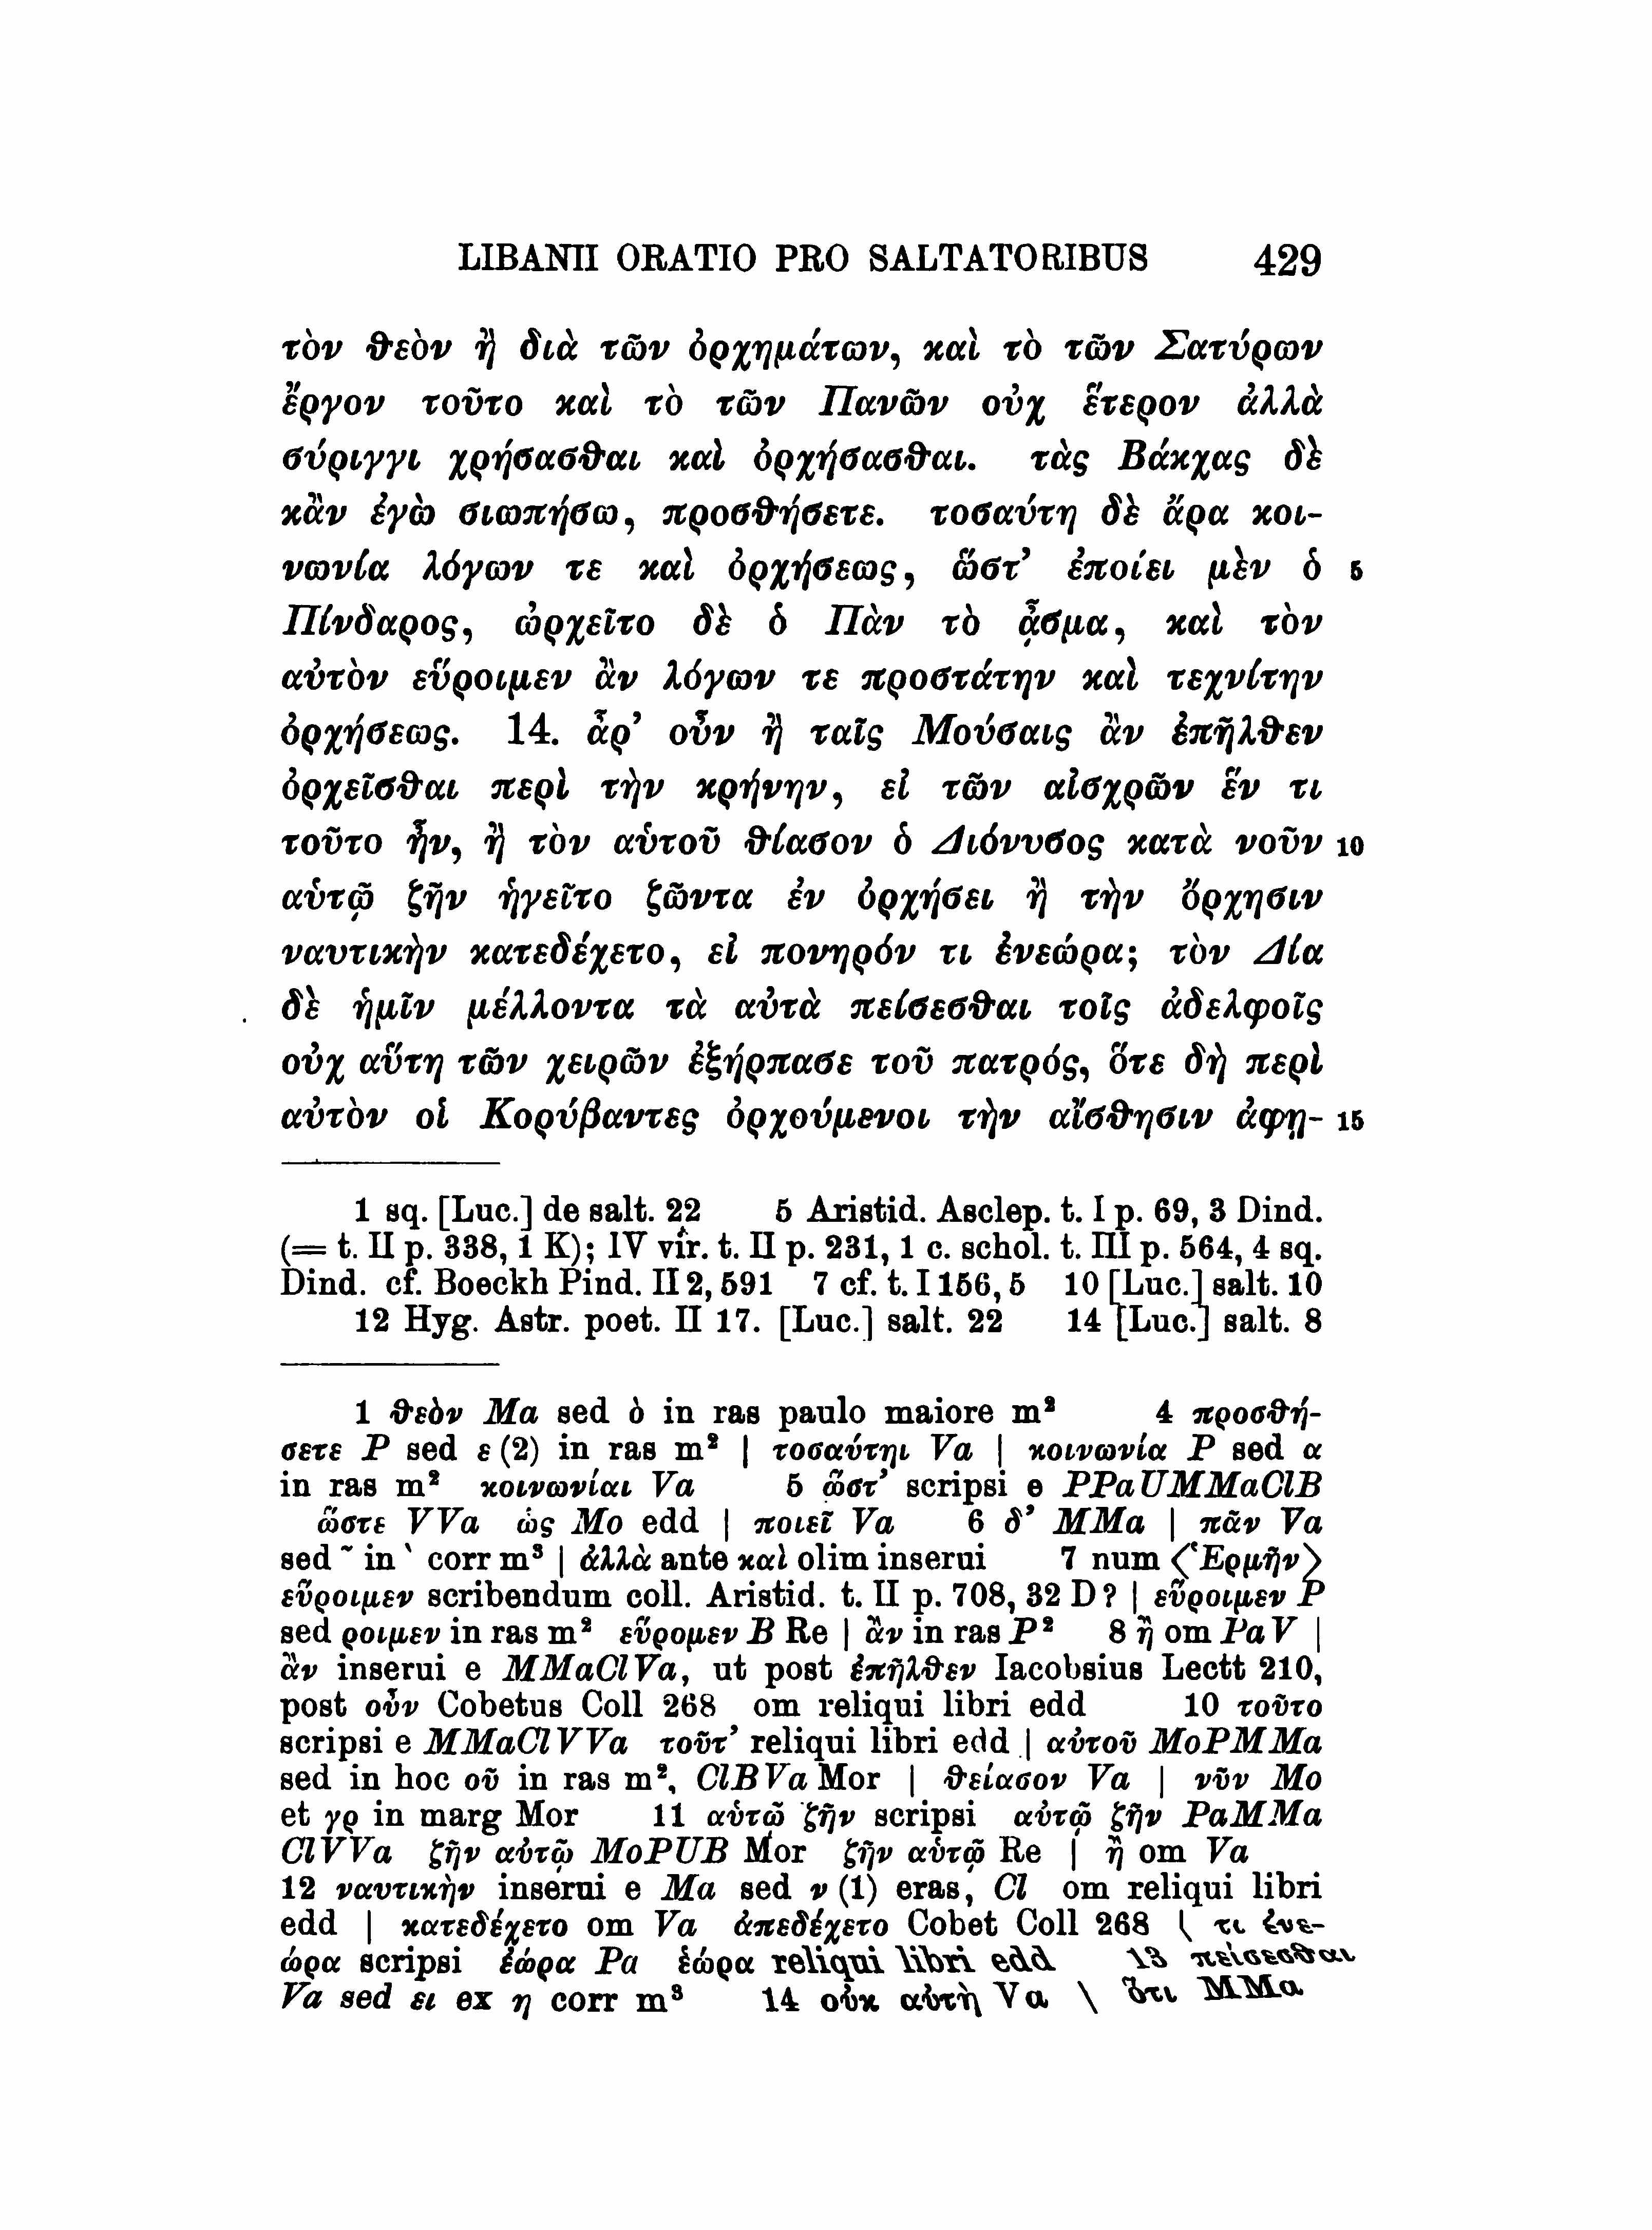 LIBANII ORATIO PRO SALTATORIBUS 429
τὸν θεὸν ἢ διὰ τῶν ὀρχημάτων, καὶ τὸ τῶν Σατύρων
ἔργον τοῦτο καὶ τὸ τῶν Πανῶν οὐχ ἕτερον ἀλλὰ
σύριγγι χρήσασθαι καὶ ὀρχήσασθαι. τὰς Βάκχας δὲ
κἂν ἐγὼ σιωπήσω, προσθήσετε. τοσαύτη δὲ ἄρα κοι-
νωνία λόγων τε καὶ ὀρχήσεως, ὥστ’ ἐποίει μὲν ὁ 5
Πίνδαρος, ὠρχεῖτο δὲ ὁ Πὰν τὸ ᾆσμα, καὶ τὸν
αὐτὸν εὕροιμεν ἂν λόγων τε προστάτην καὶ τεχνίτην
ὀρχήσεως. 14. ἆρ’ οὖν ἢ ταῖς Μούσαις ἂν ἐπῆλθεν
ὀρχεῖσθαι περὶ τὴν κρήνην, εἰ τῶν αἰσχρῶν ἕν τι
τοῦτο ἦν, ἢ τὸν αὑτοῦ θίασον ὁ Διόνυσος κατὰ νοῦν 10
αὑτῷ ζῆν ἡγεῖτο ζῶντα ἐν ὀρχήσει ἢ τὴν ὄρχησιν
ναυτικὴν κατεδέχετο, εἰ πονηρόν τι ἐνεώρα; τὸν Δία
δὲ ἡμῖν μέλλοντα τὰ αὐτὰ πείσεσθαι τοῖς ἀδελφοῖς
οὐχ αὕτη τῶν χειρῶν ἐξήρπασε τοῦ πατρός, ὅτε δὴ περὶ
αὐτὸν οἱ Κορύβαντες ὀρχούμενοι τὴν αἴσθησιν ἀφῃ- 15
1 sq. [Luc.] de salt. 22 5 Aristid. Asclep. t. I p. 69, 3 Dind.
(= t. II p. 338, 1 K); IV vir. t. II p. 231, 1 c. schol. t. III p. 564, 4 sq.
Dind. cf. Boeckh Pind. II 2, 591 7 cf. t. I 156, 5 10 [Luc.] salt. 10
12 Hyg. Astr. poet. II 17. [Luc.] salt. 22 14 [Luc.] salt. 8
1 θεὸν Ma sed ὸ in ras paulo maiore m² 4 προσθή-
σετε P sed ε (2) in ras m² | τοσαύτηι Va | κοινωνία P sed α
in ras m² κοινωνίαι Va 5 ὥστ’ scripsi e PPaUMMaClB
ὥστε VVa ὡς Mo edd | ποιεῖ Va 6 δ’ MMa | πᾶν Va
sed ῀ in ` corr m³ | ἀλλὰ ante καὶ olim inserui 7 num ⟨Ἑρμῆν⟩
εὕροιμεν scribendum coll. Aristid. t. II p. 708, 32 D? | εὕροιμεν P
sed ροιμεν in ras m² εὕρομεν B Re | ἂν in ras P² 8 ἢ om PaV |
ἂν inserui e MMaClVa, ut post ἐπῆλθεν Iacobsius Lectt 210,
post οὖν Cobetus Coll 268 om reliqui libri edd 10 τοῦτο
scripsi e MMaClVVa τοῦτ’ reliqui libri edd | αὐτοῦ MoPMMa
sed in hoc οῦ in ras m², ClBVa Mor | θείασον Va | νῦν Mo
et γρ in marg Mor 11 αὑτῷ ζῆν scripsi αὐτῷ ζῆν PaMMa
ClVVa ζῆν αὐτῷ MoPUB Mor ζῆν αὑτῷ Re | ἢ om Va
12 ναυτικὴν inserui e Ma sed ν (1) eras, Cl om reliqui libri
edd | κατεδέχετο om Va ἀπεδέχετο Cobet Coll 268 | τι ἐνε-
ώρα scripsi ἐώρα Pa ἑώρα reliqui libri edd 13 πείσεσθαι
Va sed ει ex η corr m³ 14 οὐκ αὐτὴ Va | ὅτι MMa